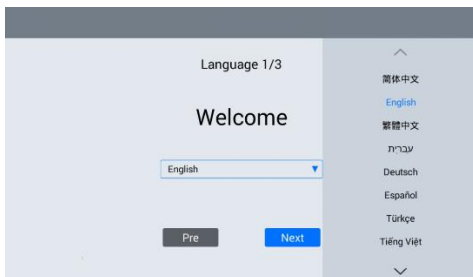 Language 1/3
Welcome
English
Pre
Next
简体中文
English
繁體中文
עברית
Deutsch
Español
Türkçe
Tiếng Việt